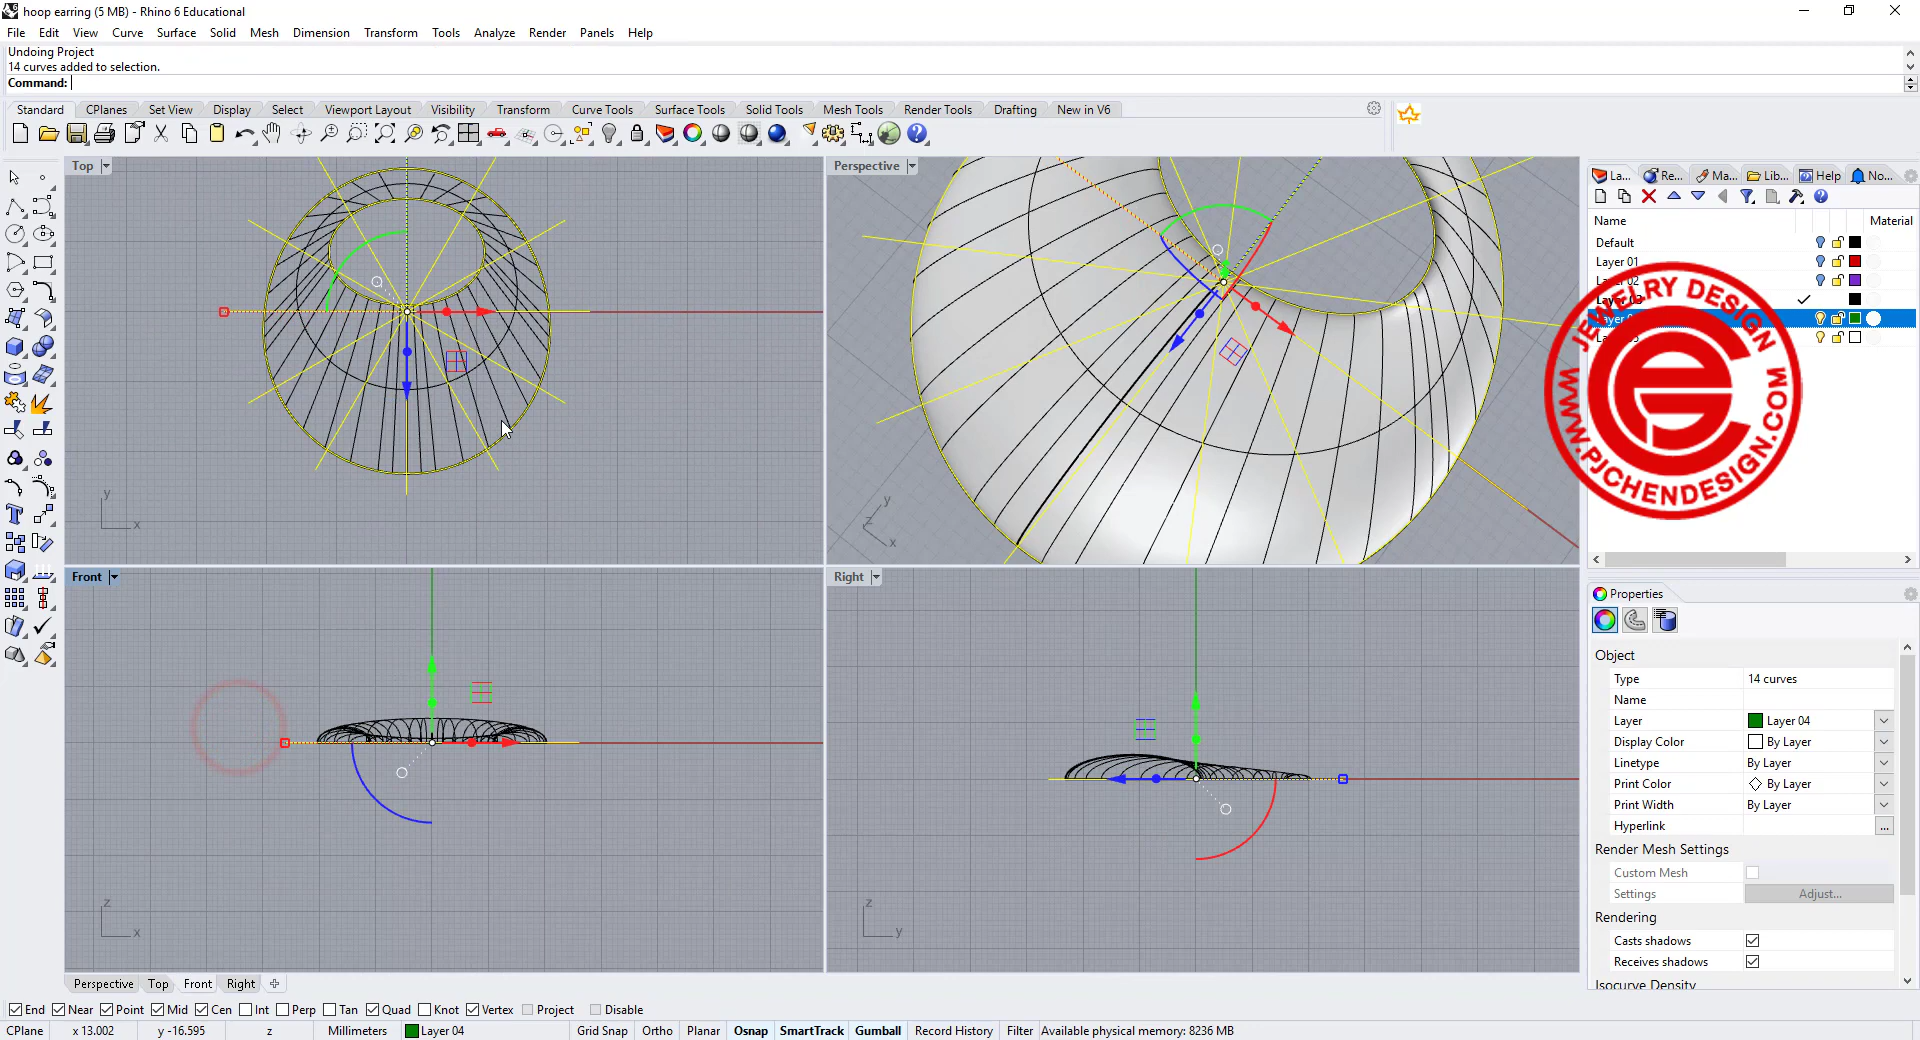 hoop earring (5 MB) - Rhino 6 Educational
File Edit View Curve Surface Solid Mesh Dimension Transform Tools Analyze Render Panels Help
Undoing Project
14 curves added to selection.
Command:
Standard CPlanes Set View Display Select Viewport Layout Visibility Transform Curve Tools Surface Tools Solid Tools Mesh Tools Render Tools Drafting New in V6
Top
Perspective
La... Re... Ma... Lib... Help No...
Name Material
Default
Layer 01
JEWELRY DESIGN
WWW.PJCHENDESIGN.COM
y
x
y
z
x
Front
Right
z
x
z
y
Properties
Object
Type 14 curves
Name
Layer Layer 04
Display Color By Layer
Linetype By Layer
Print Color By Layer
Print Width By Layer
Hyperlink ...
Render Mesh Settings
Custom Mesh
Settings Adjust...
Rendering
Casts shadows
Receives shadows
Isocurve Density
Perspective Top Front Right
End Near Point Mid Cen Int Perp Tan Quad Knot Vertex Project Disable
CPlane x 13.002 y -16.595 z Millimeters Layer 04 Grid Snap Ortho Planar Osnap SmartTrack Gumball Record History Filter Available physical memory: 8236 MB